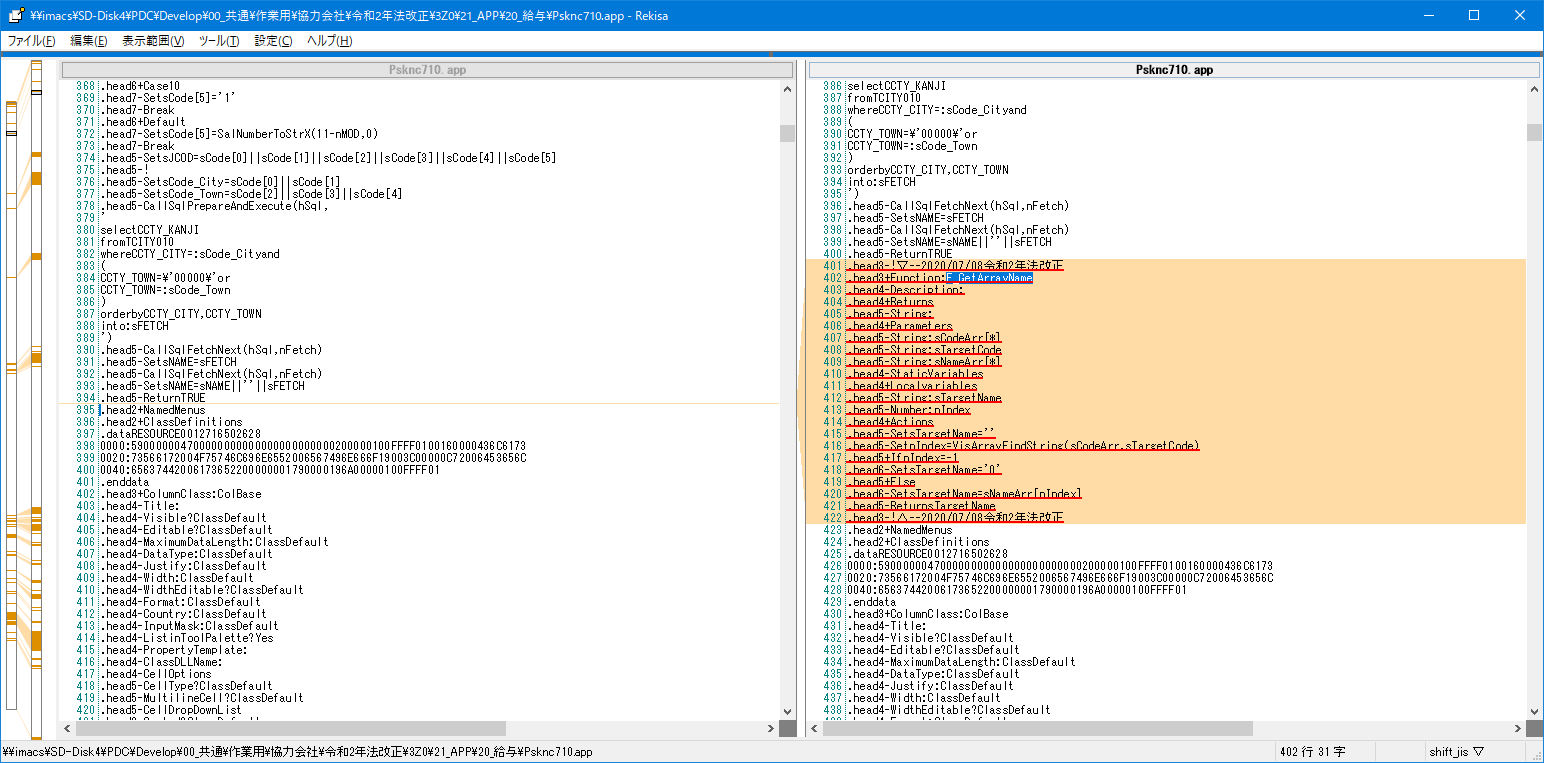 ¥¥imacs¥SD-Disk4¥PDC¥Develop¥00_共通¥作業用¥協力会社¥令和2年法改正¥3Z0¥21_APP¥20_給与¥Psknc710.app - Rekisa
ファイル(F) 編集(E) 表示範囲(V) ツール(T) 設定(C) ヘルプ(H)
Psknc710. app
368 .head6+Case10
369 .head7-SetsCode[5]='1'
370 .head7-Break
371 .head6+Default
372 .head7-SetsCode[5]=SalNumberToStrX(11-nMOD,0)
373 .head7-Break
374 .head5-SetsJCOD=sCode[0]||sCode[1]||sCode[2]||sCode[3]||sCode[4]||sCode[5]
375 .head5-!
376 .head5-SetsCode_City=sCode[0]||sCode[1]
377 .head5-SetsCode_Town=sCode[2]||sCode[3]||sCode[4]
378 .head5-CallSqlPrepareAndExecute(hSql,
379 '
380 selectCCTY_KANJI
381 fromTCITY010
382 whereCCTY_CITY=:sCode_Cityand
383 (
384 CCTY_TOWN=¥'00000¥'or
385 CCTY_TOWN=:sCode_Town
386 )
387 orderbyCCTY_CITY,CCTY_TOWN
388 into:sFETCH
389 ')
390 .head5-CallSqlFetchNext(hSql,nFetch)
391 .head5-SetsNAME=sFETCH
392 .head5-CallSqlFetchNext(hSql,nFetch)
393 .head5-SetsNAME=sNAME||''||sFETCH
394 .head5-ReturnTRUE
395 .head2+NamedMenus
396 .head2+ClassDefinitions
397 .dataRESOURCE0012716502628
398 0000:5900000047000000000000000000000000200000100FFFF0100160000436C6173
399 0020:73566172004F75746C696E6552006567496E666F19003C00000C72006453656C
400 0040:656374420061736522000000017900000196A00000100FFFF01
401 .enddata
402 .head3+ColumnClass:ColBase
403 .head4-Title:
404 .head4-Visible?ClassDefault
405 .head4-Editable?ClassDefault
406 .head4-MaximumDataLength:ClassDefault
407 .head4-DataType:ClassDefault
408 .head4-Justify:ClassDefault
409 .head4-Width:ClassDefault
410 .head4-WidthEditable?ClassDefault
411 .head4-Format:ClassDefault
412 .head4-Country:ClassDefault
413 .head4-InputMask:ClassDefault
414 .head4-ListinToolPalette?Yes
415 .head4-PropertyTemplate:
416 .head4-ClassDLLName:
417 .head4-CellOptions
418 .head5-CellType?ClassDefault
419 .head5-MultilineCell?ClassDefault
420 .head5-CellDropDownList
Psknc710. app
386 selectCCTY_KANJI
387 fromTCITY010
388 whereCCTY_CITY=:sCode_Cityand
389 (
390 CCTY_TOWN=¥'00000¥'or
391 CCTY_TOWN=:sCode_Town
392 )
393 orderbyCCTY_CITY,CCTY_TOWN
394 into:sFETCH
395 ')
396 .head5-CallSqlFetchNext(hSql,nFetch)
397 .head5-SetsNAME=sFETCH
398 .head5-CallSqlFetchNext(hSql,nFetch)
399 .head5-SetsNAME=sNAME||''||sFETCH
400 .head5-ReturnTRUE
401 .head3-!▽--2020/07/08令和2年法改正
402 .head3+Function:F_GetArrayName
403 .head4-Description:
404 .head4+Returns
405 .head5-String:
406 .head4+Parameters
407 .head5-String:sCodeArr[*]
408 .head5-String:sTargetCode
409 .head5-String:sNameArr[*]
410 .head4-StaticVariables
411 .head4+Localvariables
412 .head5-String:sTargetName
413 .head5-Number:nIndex
414 .head4+Actions
415 .head5-SetsTargetName=''
416 .head5-SetnIndex=VisArrayFindString(sCodeArr,sTargetCode)
417 .head5+IfnIndex=-1
418 .head6-SetsTargetName='0'
419 .head5+Else
420 .head6-SetsTargetName=sNameArr[nIndex]
421 .head5-ReturnsTargetName
422 .head3-!△--2020/07/08令和2年法改正
423 .head2+NamedMenus
424 .head2+ClassDefinitions
425 .dataRESOURCE0012716502628
426 0000:5900000047000000000000000000000000200000100FFFF0100160000436C6173
427 0020:73566172004F75746C696E6552006567496E666F19003C00000C72006453656C
428 0040:656374420061736522000000017900000196A00000100FFFF01
429 .enddata
430 .head3+ColumnClass:ColBase
431 .head4-Title:
432 .head4-Visible?ClassDefault
433 .head4-Editable?ClassDefault
434 .head4-MaximumDataLength:ClassDefault
435 .head4-DataType:ClassDefault
436 .head4-Justify:ClassDefault
437 .head4-Width:ClassDefault
438 .head4-WidthEditable?ClassDefault
¥¥imacs¥SD-Disk4¥PDC¥Develop¥00_共通¥作業用¥協力会社¥令和2年法改正¥3Z0¥21_APP¥20_給与¥Psknc710.app
402 行 31 字
shift_jis ▽